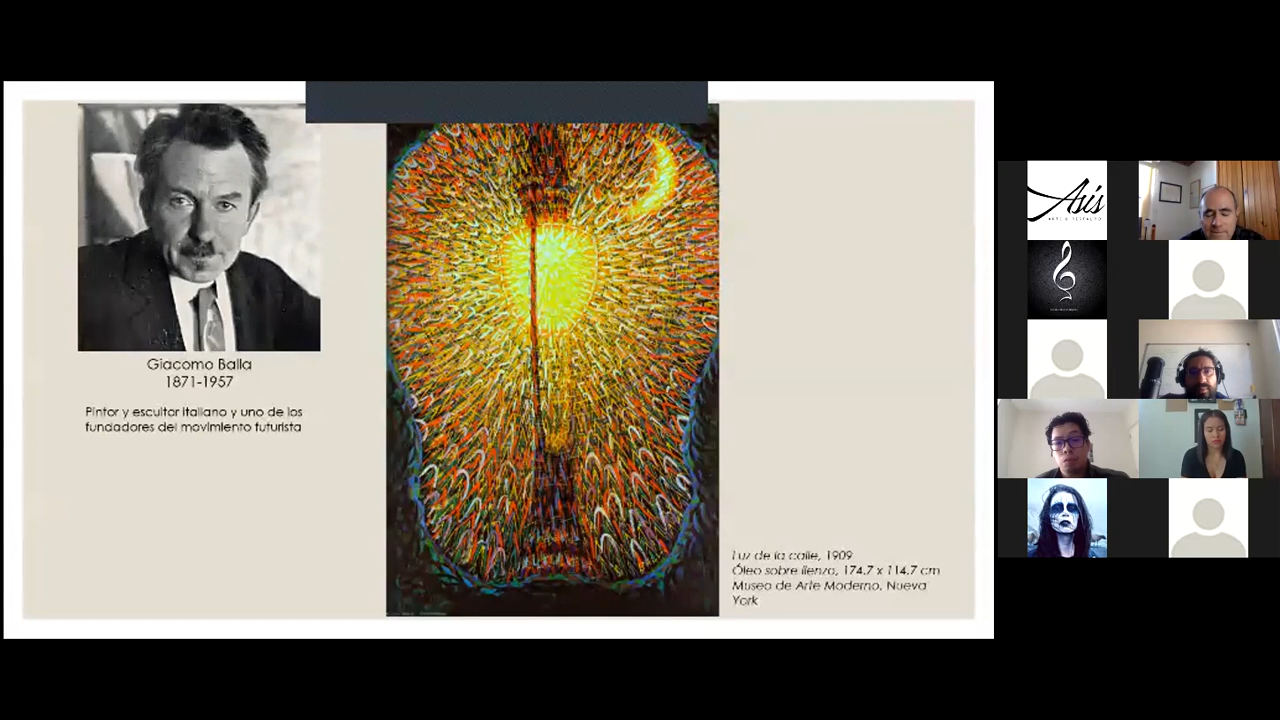 Giacomo Balla
1871-1957
Pintor y escultor italiano y uno de los
fundadores del movimiento futurista
Luz de la calle, 1909
Óleo sobre lienzo, 174.7 x 114.7 cm
Museo de Arte Moderno, Nueva
York
Asís